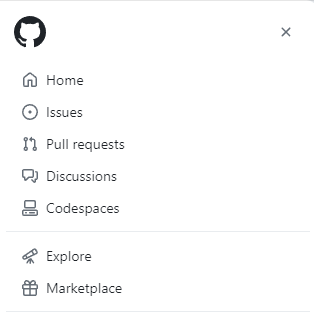 Home
Issues
Pull requests
Discussions
Codespaces
Explore
Marketplace